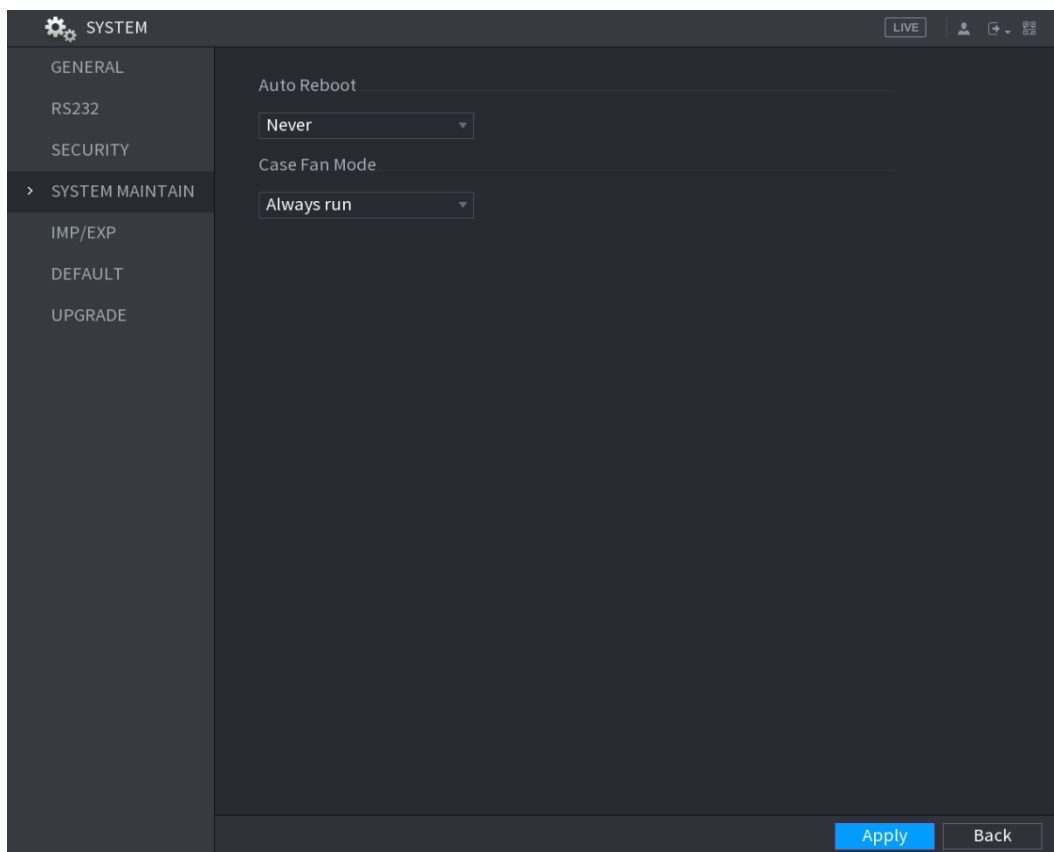 SYSTEM
LIVE
GENERAL
RS232
SECURITY
SYSTEM MAINTAIN
IMP/EXP
DEFAULT
UPGRADE
Auto Reboot
Never
Case Fan Mode
Always run
Apply
Back